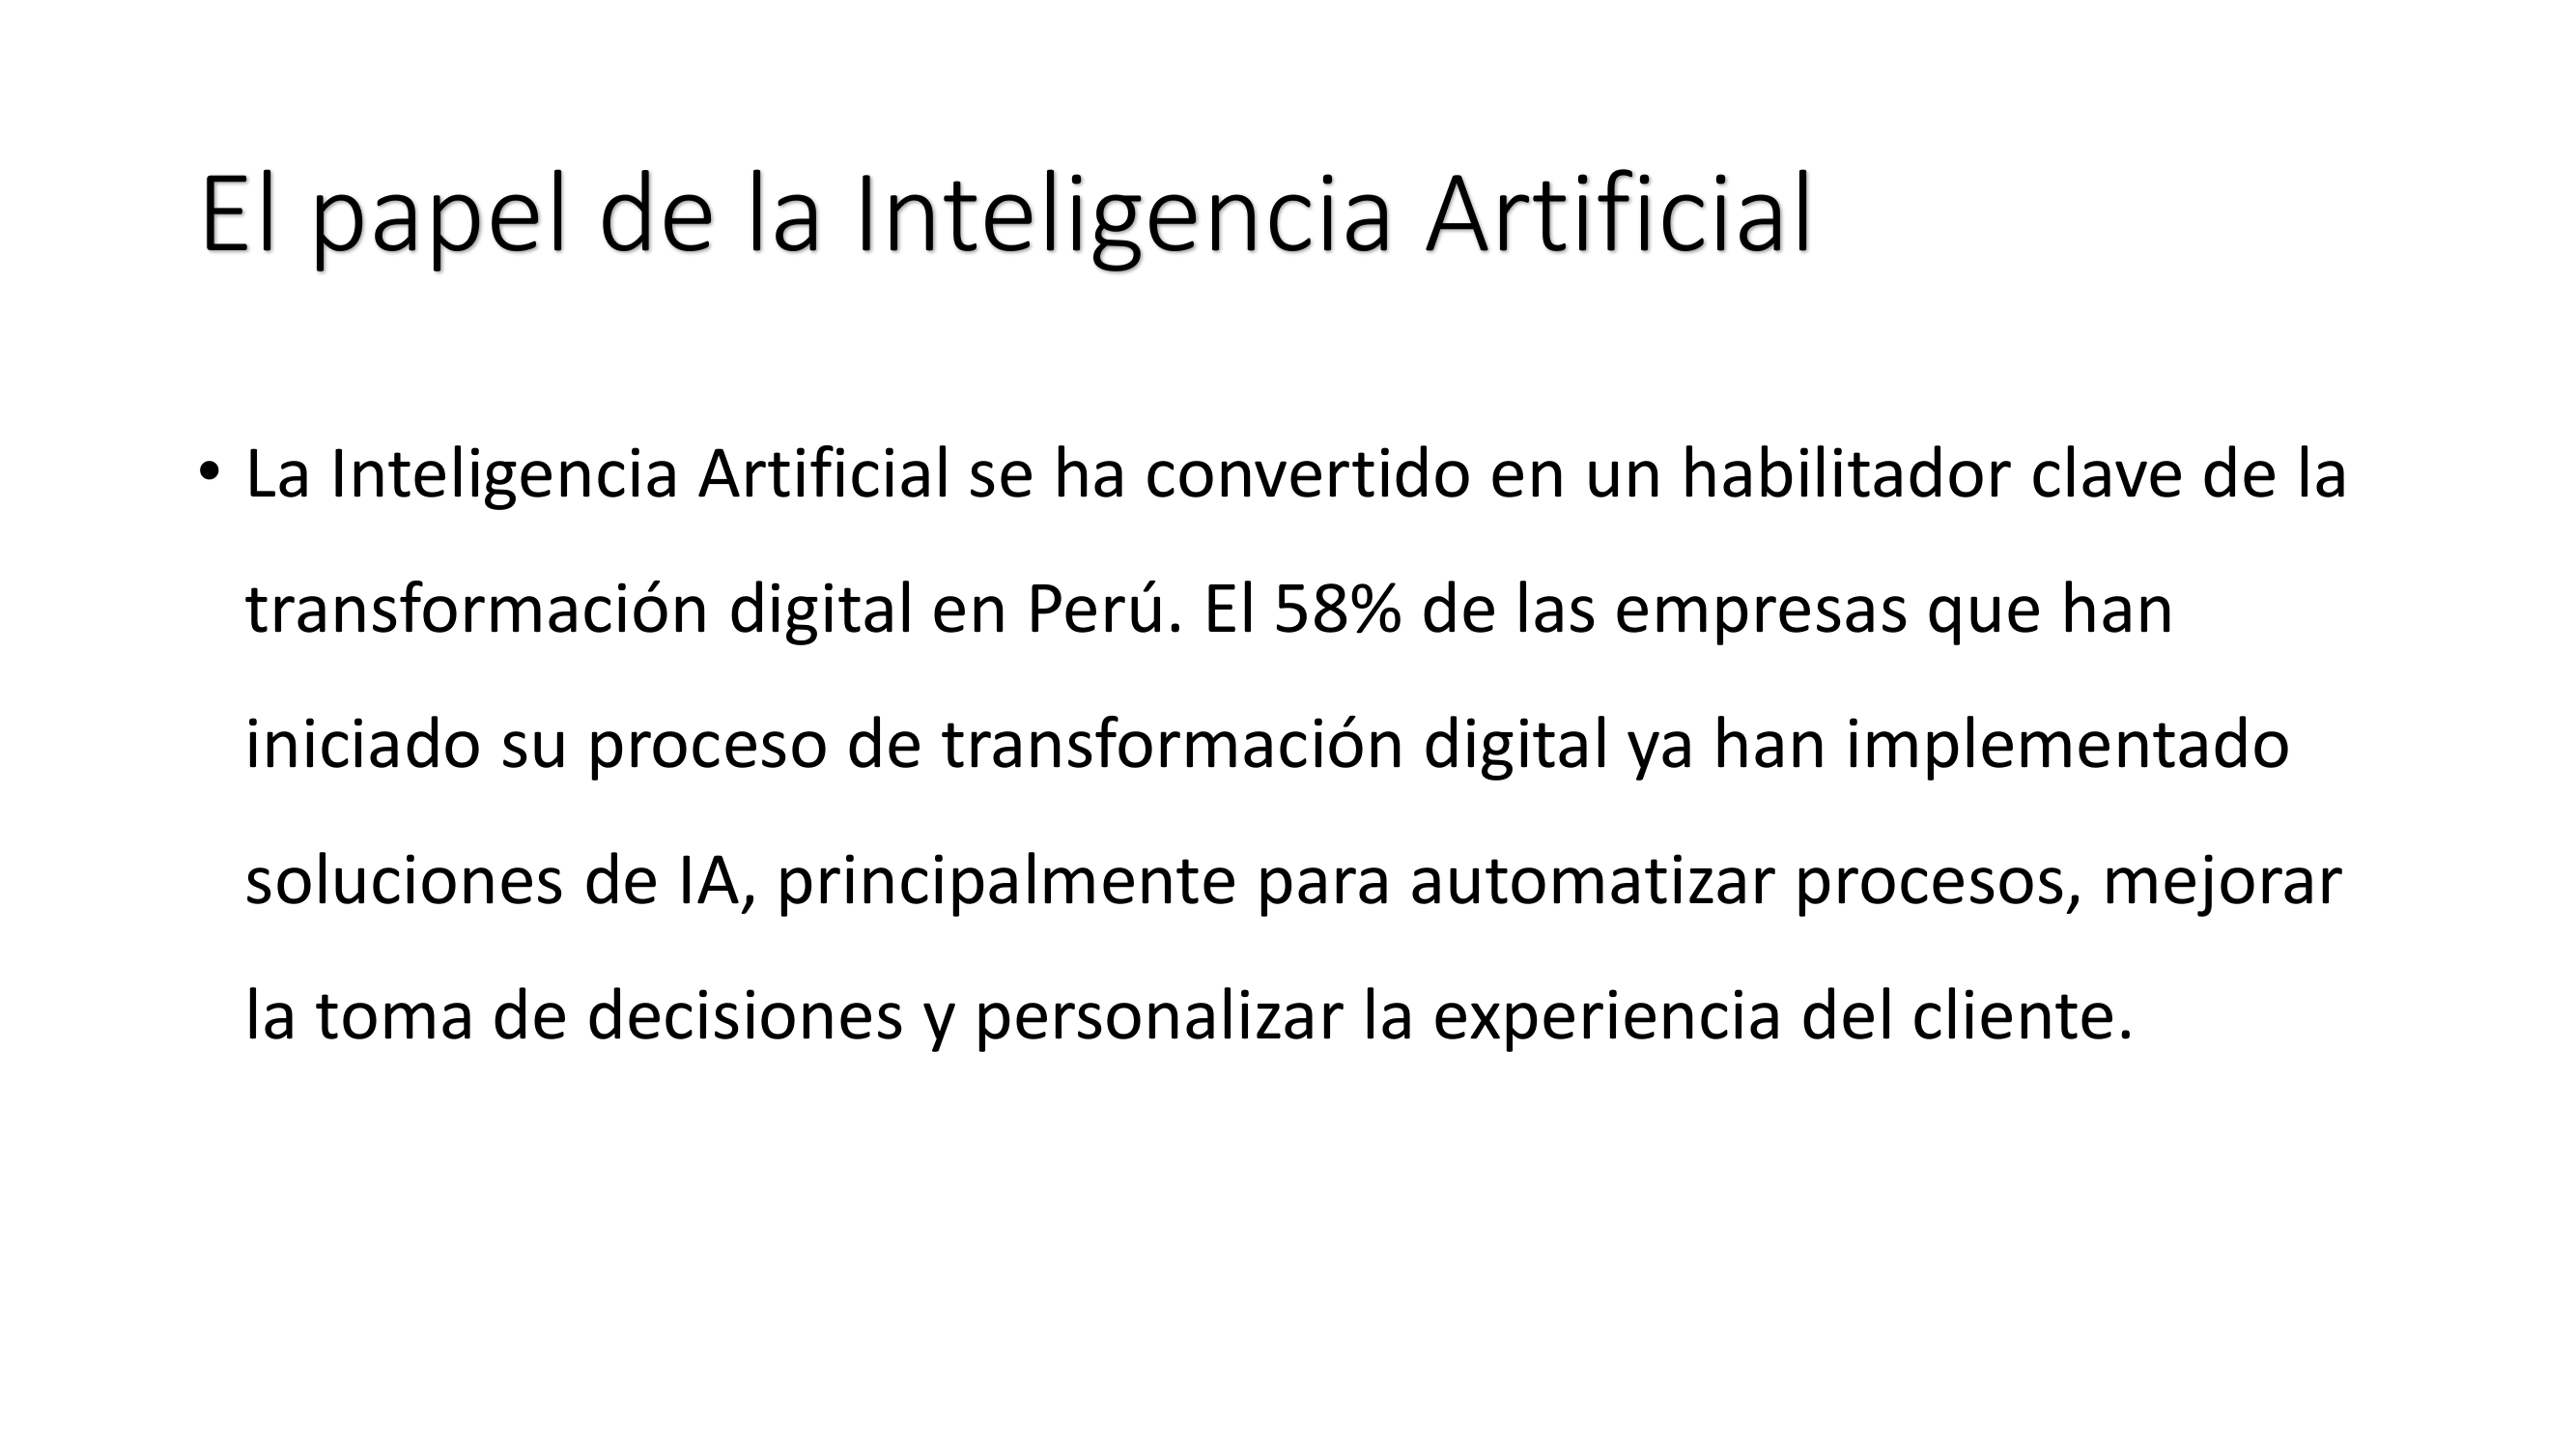 El papel de la Inteligencia Artificial
• La Inteligencia Artificial se ha convertido en un habilitador clave de la
transformación digital en Perú. El 58% de las empresas que han
iniciado su proceso de transformación digital ya han implementado
soluciones de IA, principalmente para automatizar procesos, mejorar
la toma de decisiones y personalizar la experiencia del cliente.